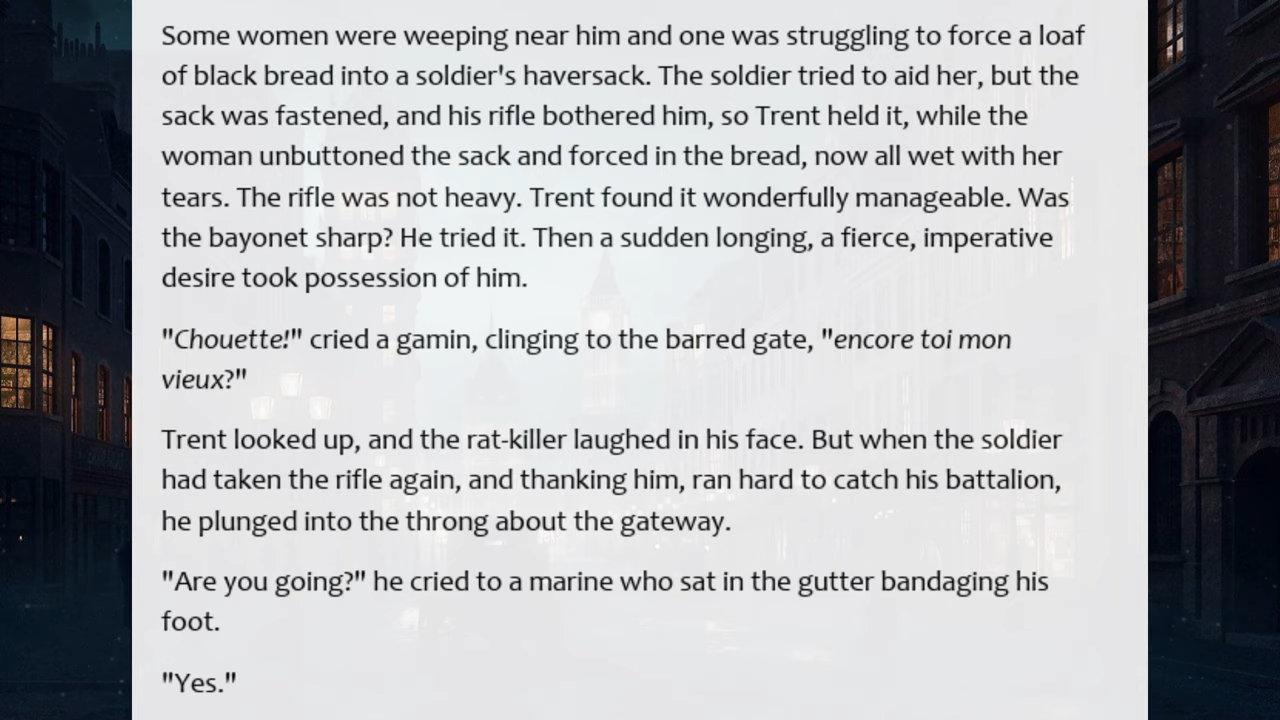 Some women were weeping near him and one was struggling to force a loaf
of black bread into a soldier's haversack. The soldier tried to aid her, but the
sack was fastened, and his rifle bothered him, so Trent held it, while the
woman unbuttoned the sack and forced in the bread, now all wet with her
tears. The rifle was not heavy. Trent found it wonderfully manageable. Was
the bayonet sharp? He tried it. Then a sudden longing, a fierce, imperative
desire took possession of him.
"Chouette!" cried a gamin, clinging to the barred gate, "encore toi mon
vieux?"
Trent looked up, and the rat-killer laughed in his face. But when the soldier
had taken the rifle again, and thanking him, ran hard to catch his battalion,
he plunged into the throng about the gateway.
"Are you going?" he cried to a marine who sat in the gutter bandaging his
foot.
"Yes."